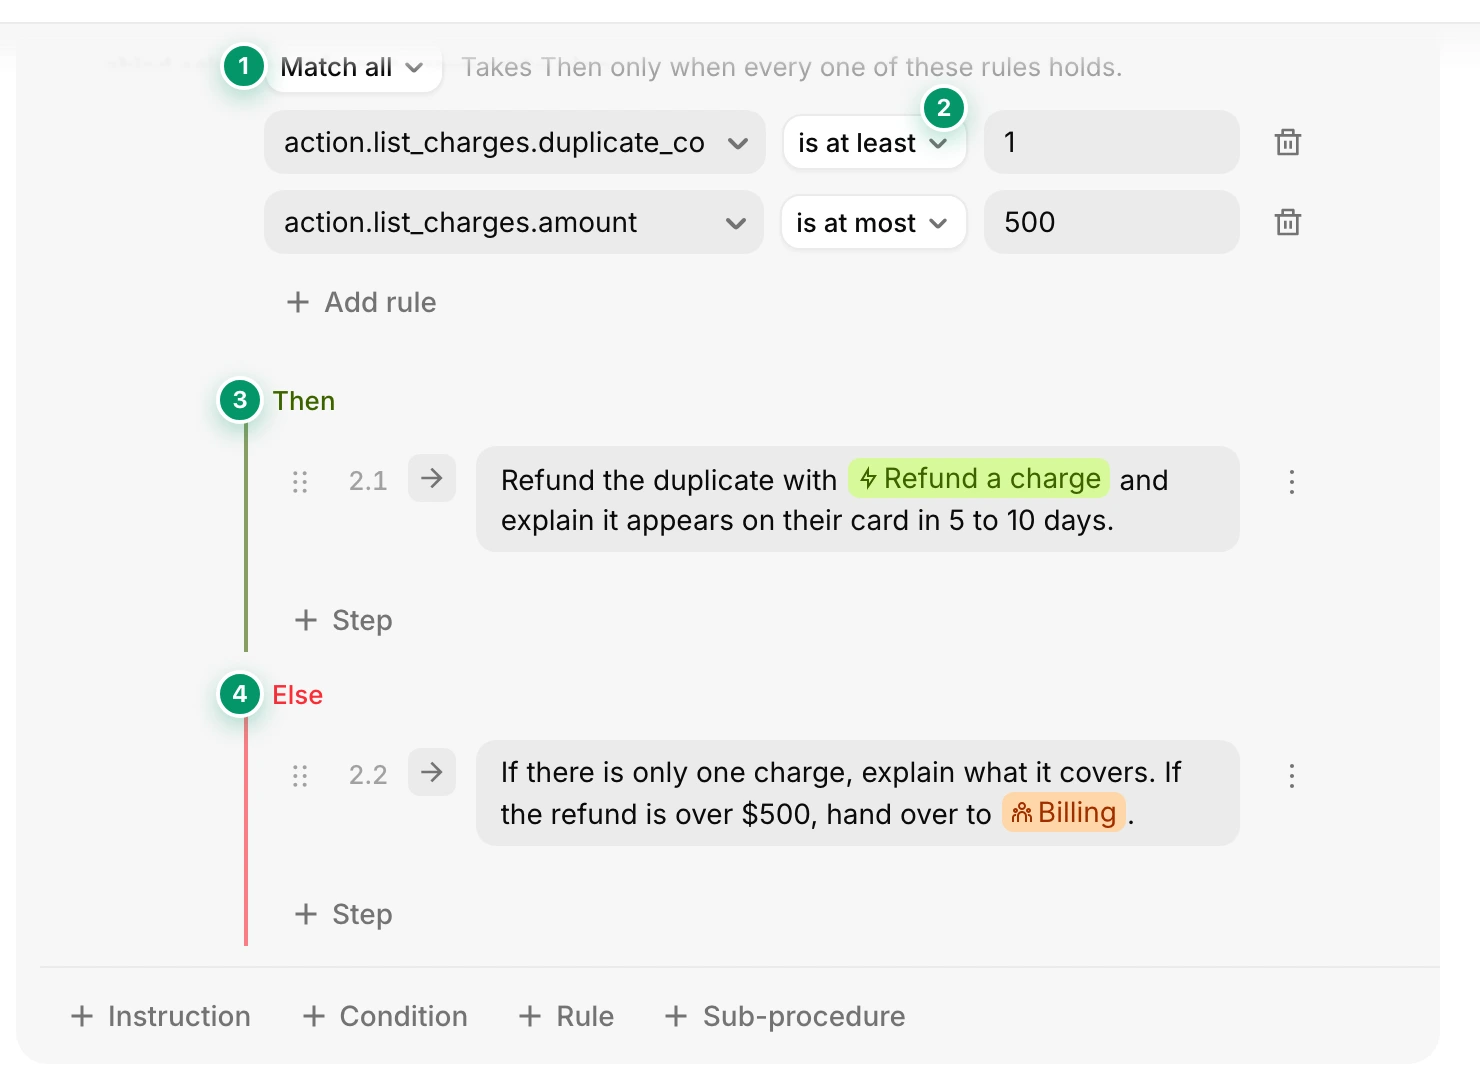 1 Match all Takes Then only when every one of these rules holds.
2
action.list_charges.duplicate_co is at least 1
action.list_charges.amount is at most 500
+ Add rule
3 Then
2.1 Refund the duplicate with Refund a charge and
explain it appears on their card in 5 to 10 days.
+ Step
4 Else
2.2 If there is only one charge, explain what it covers. If
the refund is over $500, hand over to Billing.
+ Step
+ Instruction + Condition + Rule + Sub-procedure